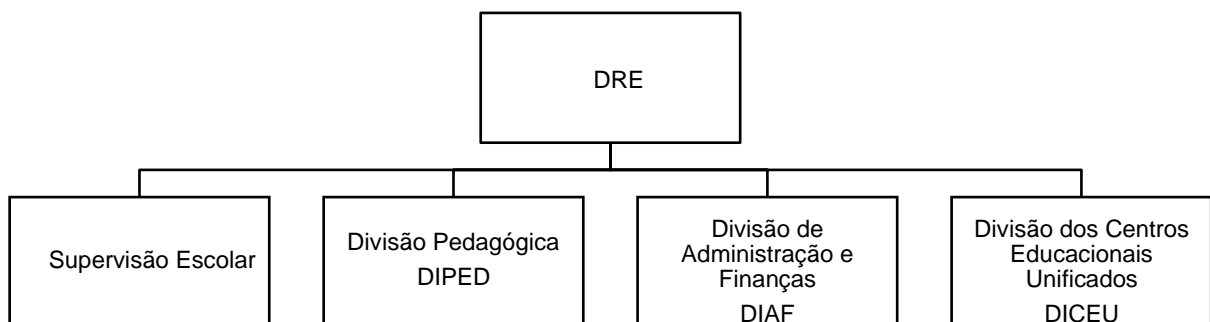 DRE
Supervisão Escolar
Divisão Pedagógica
DIPED
Divisão de
Administração e
Finanças
DIAF
Divisão dos Centros
Educacionais
Unificados
DICEU